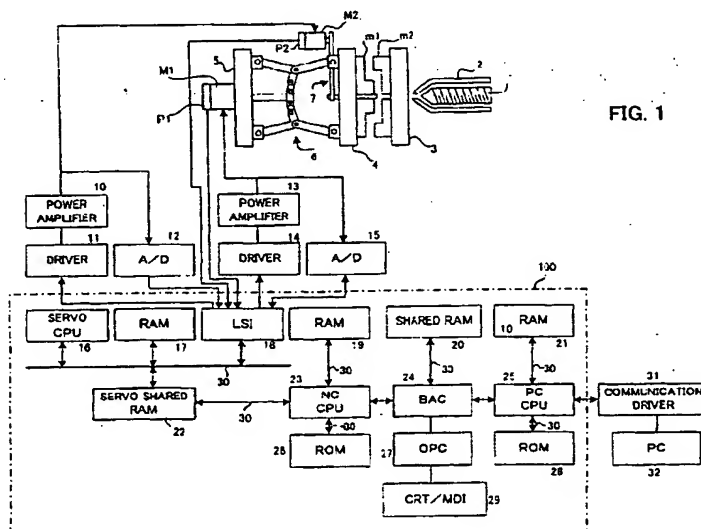 M2
P2
m1
m2
5
2
M1
7
1
P1
FIG. 1
3
4
6
10
13
POWER
AMPLIFIER
POWER
AMPLIFIER
11
12
14
15
DRIVER
A/D
DRIVER
A/D
100
SERVO
CPU
RAM
LSI
RAM
SHARED RAM
10
RAM
16
17
18
19
20
21
30
30
30
30
31
23
24
25
SERVO SHARED
RAM
NC
CPU
BAC
PC
CPU
COMMUNICATION
DRIVER
22
30
30
30
26
ROM
27
OPC
ROM
28
PC
32
CRT/MDI
29